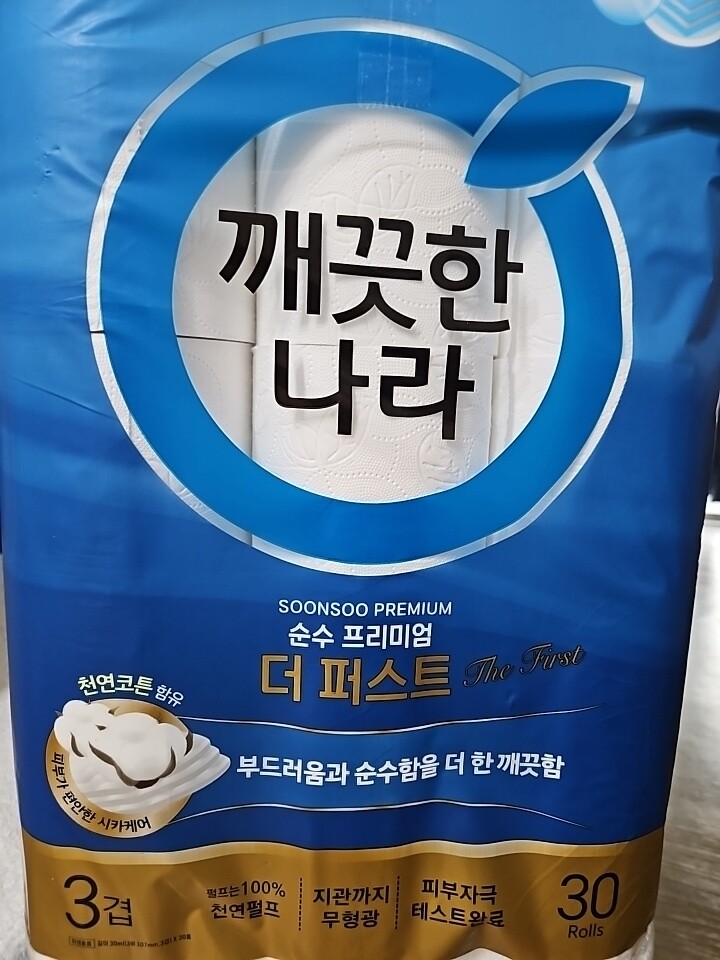 깨끗한
나라
SOONSOO PREMIUM
순수 프리미엄
더 퍼스트 The First
천연코튼 함유
피부가 편안한 시카케어
부드러움과 순수함을 더 한 깨끗함
3겹
펄프는100%
천연펄프
지관까지
무형광
피부자극
테스트완료
30
Rolls